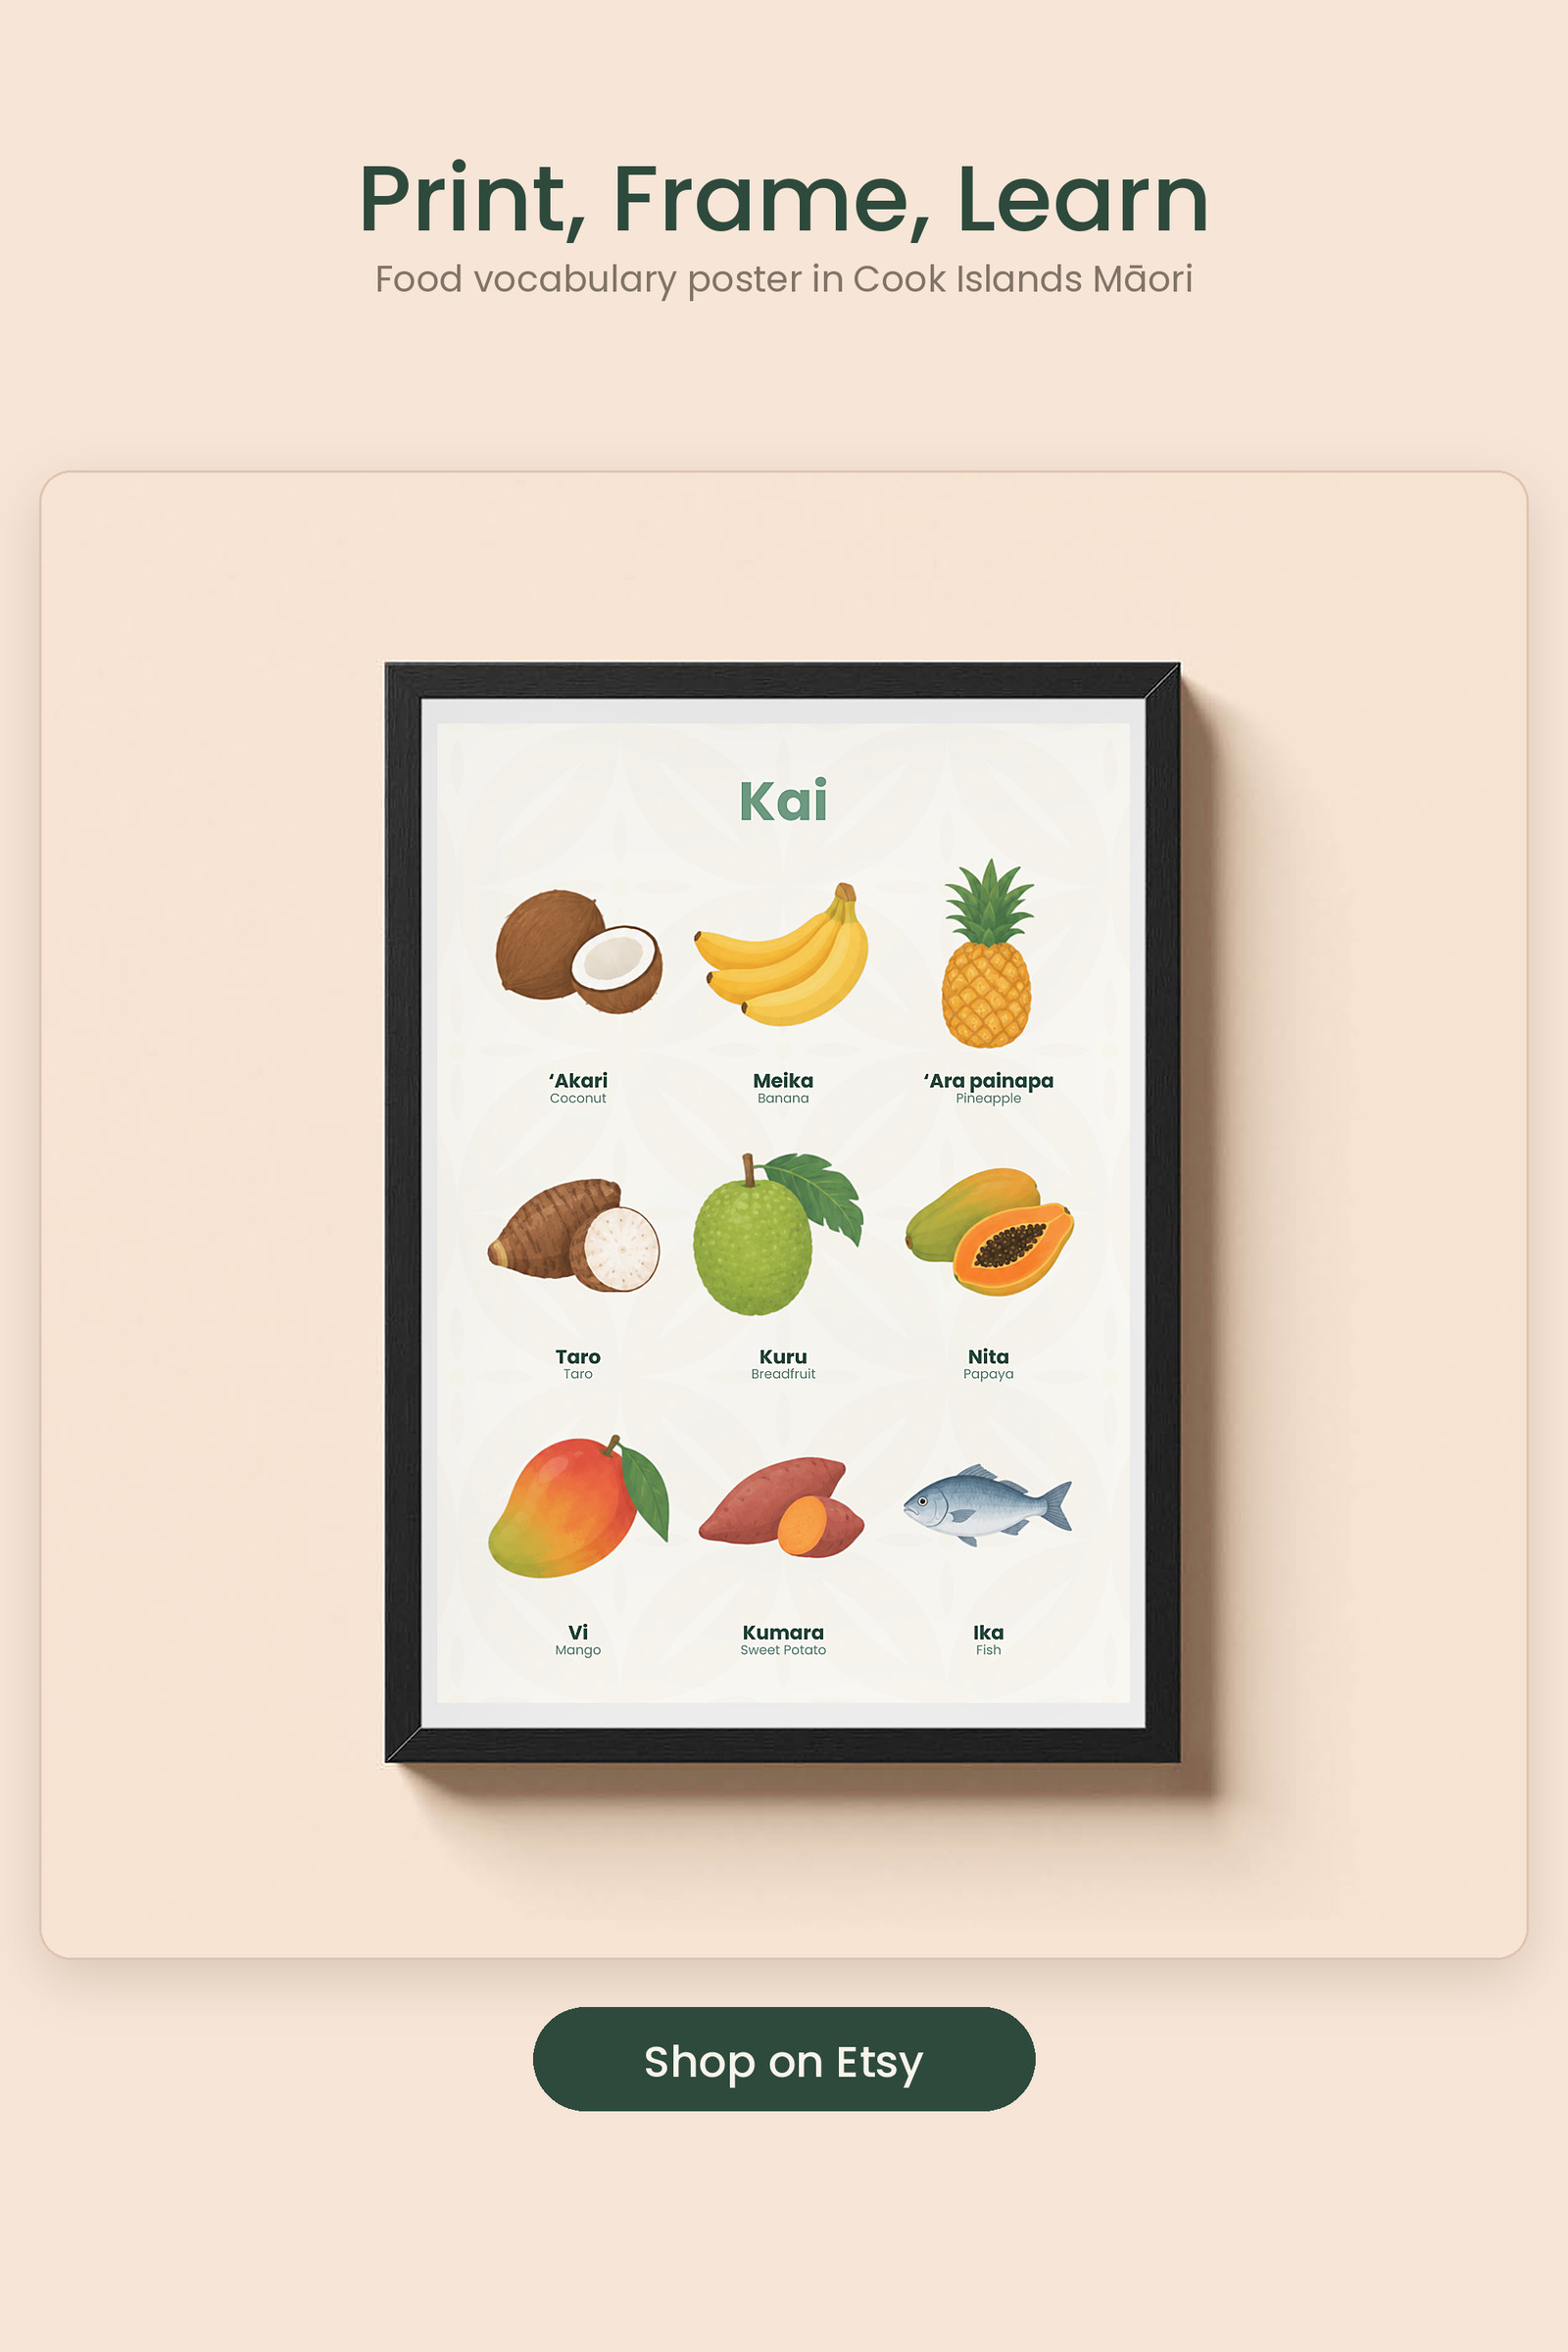 Print, Frame, Learn
Food vocabulary poster in Cook Islands Māori
Kai
ʻAkari
Coconut
Meika
Banana
ʻAra painapa
Pineapple
Taro
Taro
Kuru
Breadfruit
Nita
Papaya
Vi
Mango
Kumara
Sweet Potato
Ika
Fish
Shop on Etsy